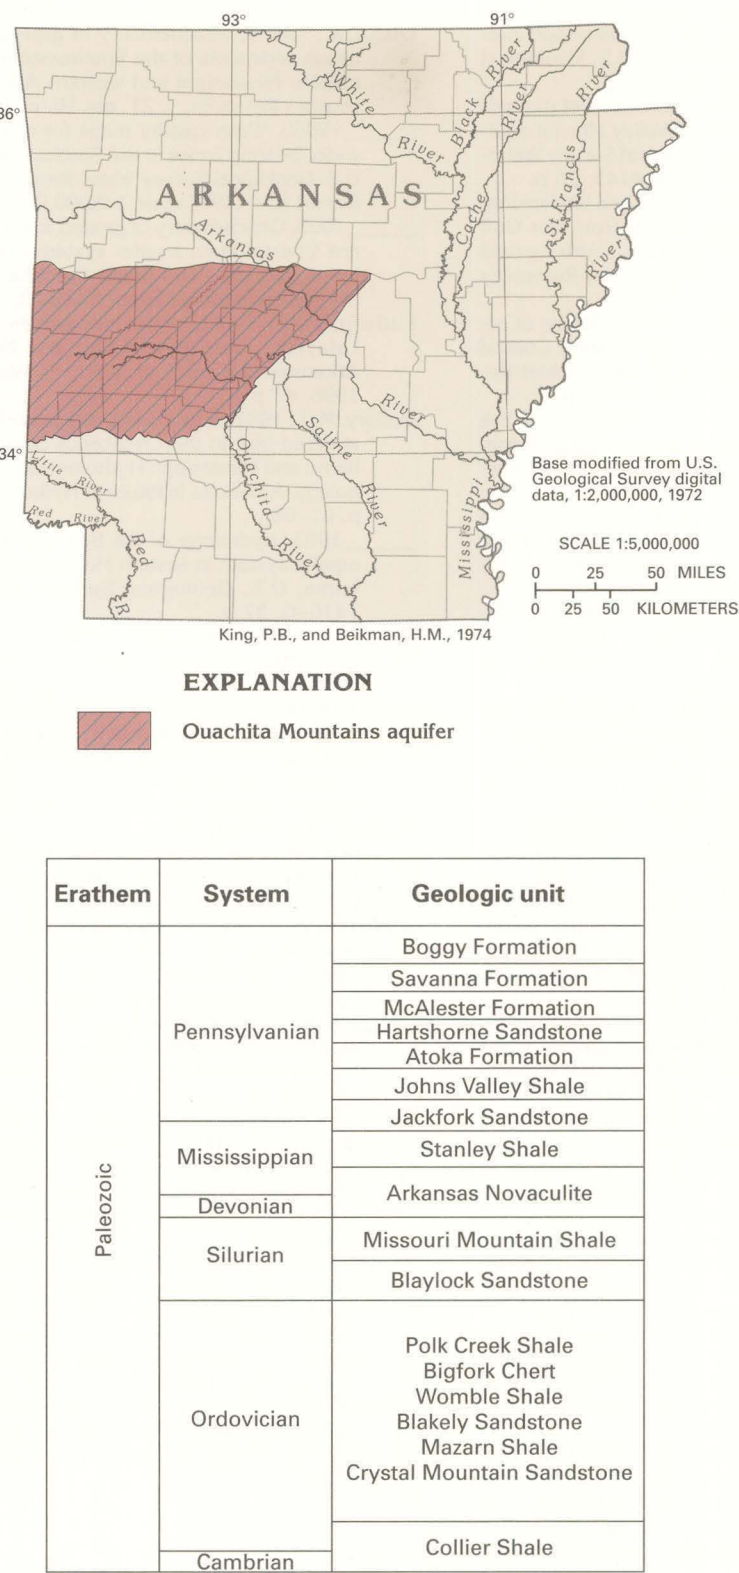 93°
91°
36°
White
River
Black
River
River
River
Cache
St Francis
River
ARKANSAS
Arkansas
River
34°
Little
River
Red
River
Red
R
Ouachita
River
Saline
River
Mississippi
Base modified from U.S.
Geological Survey digital
data, 1:2,000,000, 1972
SCALE 1:5,000,000
0 25 50 MILES
0 25 50 KILOMETERS
King, P.B., and Beikman, H.M., 1974
EXPLANATION
Ouachita Mountains aquifer
Erathem System Geologic unit
Paleozoic
Pennsylvanian
Boggy Formation
Savanna Formation
McAlester Formation
Hartshorne Sandstone
Atoka Formation
Johns Valley Shale
Jackfork Sandstone
Mississippian
Stanley Shale
Devonian
Arkansas Novaculite
Silurian
Missouri Mountain Shale
Blaylock Sandstone
Ordovician
Polk Creek Shale
Bigfork Chert
Womble Shale
Blakely Sandstone
Mazarn Shale
Crystal Mountain Sandstone
Collier Shale
Cambrian